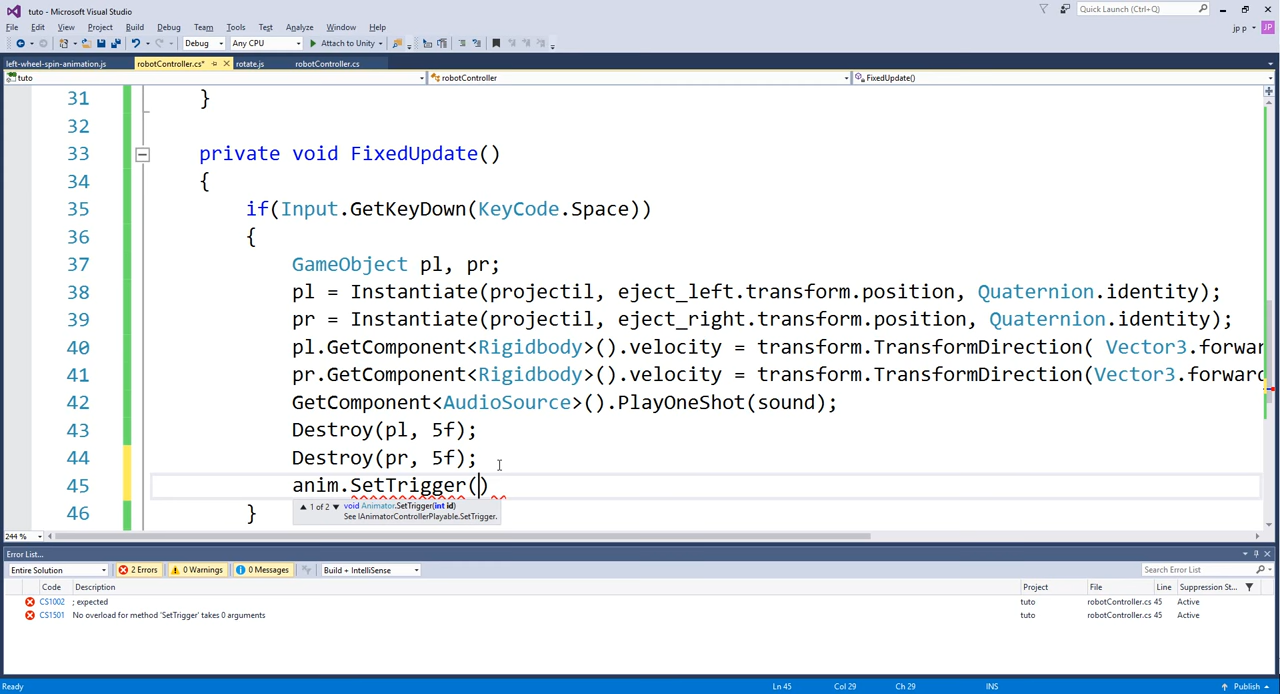 tuto - Microsoft Visual Studio
Quick Launch (Ctrl+Q)
File Edit View Project Build Debug Team Tools Test Analyze Window Help
jp p JP
Debug Any CPU Attach to Unity
left-wheel-spin-animation.js robotController.cs* rotate.js robotController.cs
tuto robotController FixedUpdate()
31 }
32
33 private void FixedUpdate()
34 {
35 if(Input.GetKeyDown(KeyCode.Space))
36 {
37 GameObject pl, pr;
38 pl = Instantiate(projectil, eject_left.transform.position, Quaternion.identity);
39 pr = Instantiate(projectil, eject_right.transform.position, Quaternion.identity);
40 pl.GetComponent<Rigidbody>().velocity = transform.TransformDirection( Vector3.forwar
41 pr.GetComponent<Rigidbody>().velocity = transform.TransformDirection(Vector3.forward
42 GetComponent<AudioSource>().PlayOneShot(sound);
43 Destroy(pl, 5f);
44 Destroy(pr, 5f);
45 anim.SetTrigger()
1 of 2 void Animator.SetTrigger(int id)
See IAnimatorControllerPlayable.SetTrigger.
46 }
244 %
Error List...
Entire Solution 2 Errors 0 Warnings 0 Messages Build + IntelliSense Search Error List
Code Description Project File Line Suppression St...
CS1002 ; expected tuto robotController.cs 45 Active
CS1501 No overload for method 'SetTrigger' takes 0 arguments tuto robotController.cs 45 Active
Ready Ln 45 Col 29 Ch 29 INS Publish